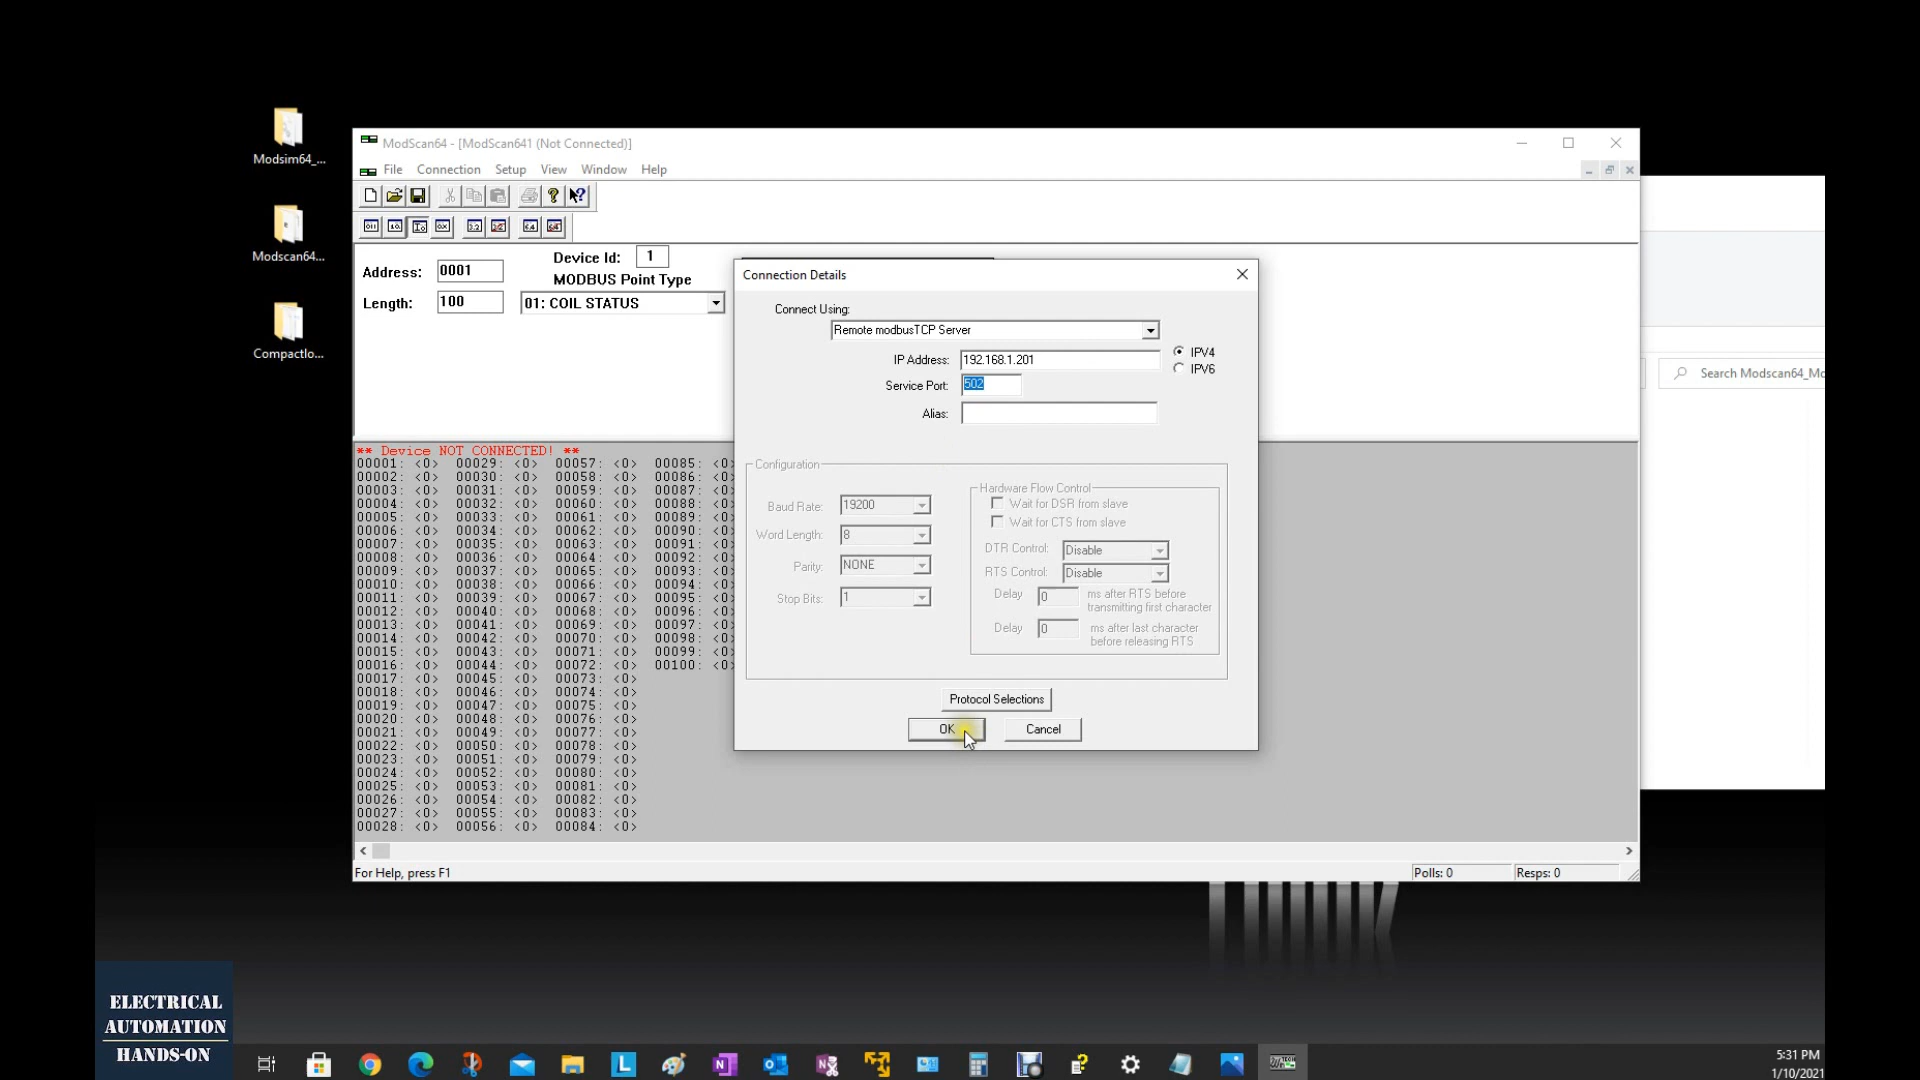 Modsim64_...
Modscan64...
Compactlo...
ModScan64 - [ModScan641 (Not Connected)]
File Connection Setup View Window Help
Address: 0001
Length: 100
Device Id: 1
MODBUS Point Type
01: COIL STATUS
** Device NOT CONNECTED! **
00001: <0> 00029: <0> 00057: <0> 00085: <0>
00002: <0> 00030: <0> 00058: <0> 00086: <0>
00003: <0> 00031: <0> 00059: <0> 00087: <0>
00004: <0> 00032: <0> 00060: <0> 00088: <0>
00005: <0> 00033: <0> 00061: <0> 00089: <0>
00006: <0> 00034: <0> 00062: <0> 00090: <0>
00007: <0> 00035: <0> 00063: <0> 00091: <0>
00008: <0> 00036: <0> 00064: <0> 00092: <0>
00009: <0> 00037: <0> 00065: <0> 00093: <0>
00010: <0> 00038: <0> 00066: <0> 00094: <0>
00011: <0> 00039: <0> 00067: <0> 00095: <0>
00012: <0> 00040: <0> 00068: <0> 00096: <0>
00013: <0> 00041: <0> 00069: <0> 00097: <0>
00014: <0> 00042: <0> 00070: <0> 00098: <0>
00015: <0> 00043: <0> 00071: <0> 00099: <0>
00016: <0> 00044: <0> 00072: <0> 00100: <0>
00017: <0> 00045: <0> 00073: <0>
00018: <0> 00046: <0> 00074: <0>
00019: <0> 00047: <0> 00075: <0>
00020: <0> 00048: <0> 00076: <0>
00021: <0> 00049: <0> 00077: <0>
00022: <0> 00050: <0> 00078: <0>
00023: <0> 00051: <0> 00079: <0>
00024: <0> 00052: <0> 00080: <0>
00025: <0> 00053: <0> 00081: <0>
00026: <0> 00054: <0> 00082: <0>
00027: <0> 00055: <0> 00083: <0>
00028: <0> 00056: <0> 00084: <0>
For Help, press F1
Polls: 0
Resps: 0
Connection Details
Connect Using:
Remote modbusTCP Server
IP Address: 192.168.1.201
IPV4
IPV6
Service Port: 502
Alias:
Configuration
Baud Rate: 19200
Word Length: 8
Parity: NONE
Stop Bits: 1
Hardware Flow Control
Wait for DSR from slave
Wait for CTS from slave
DTR Control: Disable
RTS Control: Disable
Delay 0 ms after RTS before
transmitting first character
Delay 0 ms after last character
before releasing RTS
Protocol Selections
OK Cancel
Search Modscan64_Mo
ELECTRICAL
AUTOMATION
HANDS-ON
5:31 PM
1/10/2021